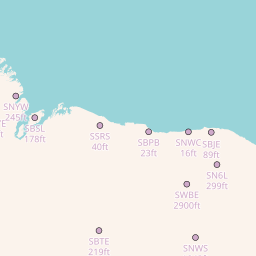 SNYW
245ft
SBSL
178ft
SSRS
40ft
SBPB
23ft
SNWC
16ft
SBJE
89ft
SN6L
299ft
SWBE
2900ft
SBTE
219ft
SNWS